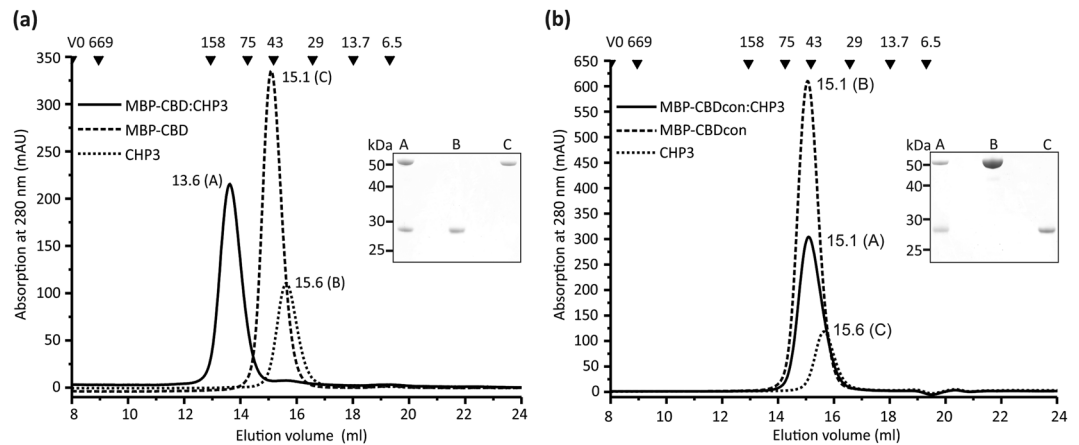 (a)
V0 669 158 75 43 29 13.7 6.5
350
300
250
200
150
100
50
0
Absorption at 280 nm (mAU)
MBP-CBD:CHP3
MBP-CBD
CHP3
15.1 (C)
13.6 (A)
15.6 (B)
kDa A B C
50
40
30
25
8 10 12 14 16 18 20 22 24
Elution volume (ml)
(b)
V0 669 158 75 43 29 13.7 6.5
650
600
550
500
450
400
350
300
250
200
150
100
50
0
Absorption at 280 nm (mAU)
MBP-CBDcon:CHP3
MBP-CBDcon
CHP3
15.1 (B)
15.1 (A)
15.6 (C)
kDa A B C
50
40
30
25
8 10 12 14 16 18 20 22 24
Elution volume (ml)